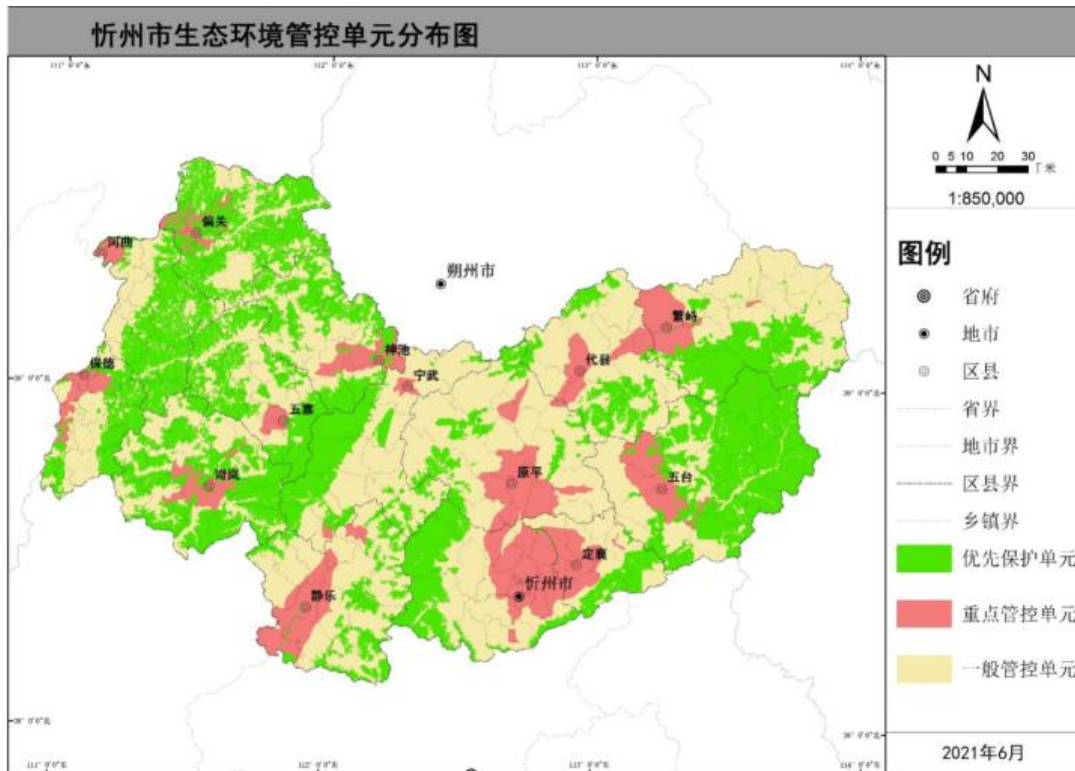 忻州市生态环境管控单元分布图
N
0 5 10 20 30
千米
1:850,000
图例
省府
地市
区县
省界
地市界
区县界
乡镇界
优先保护单元
重点管控单元
一般管控单元
2021年6月
偏关
河曲
朔州市
繁峙
神池
代县
保德
宁武
五寨
原平
五台
岢岚
定襄
忻州市
静乐